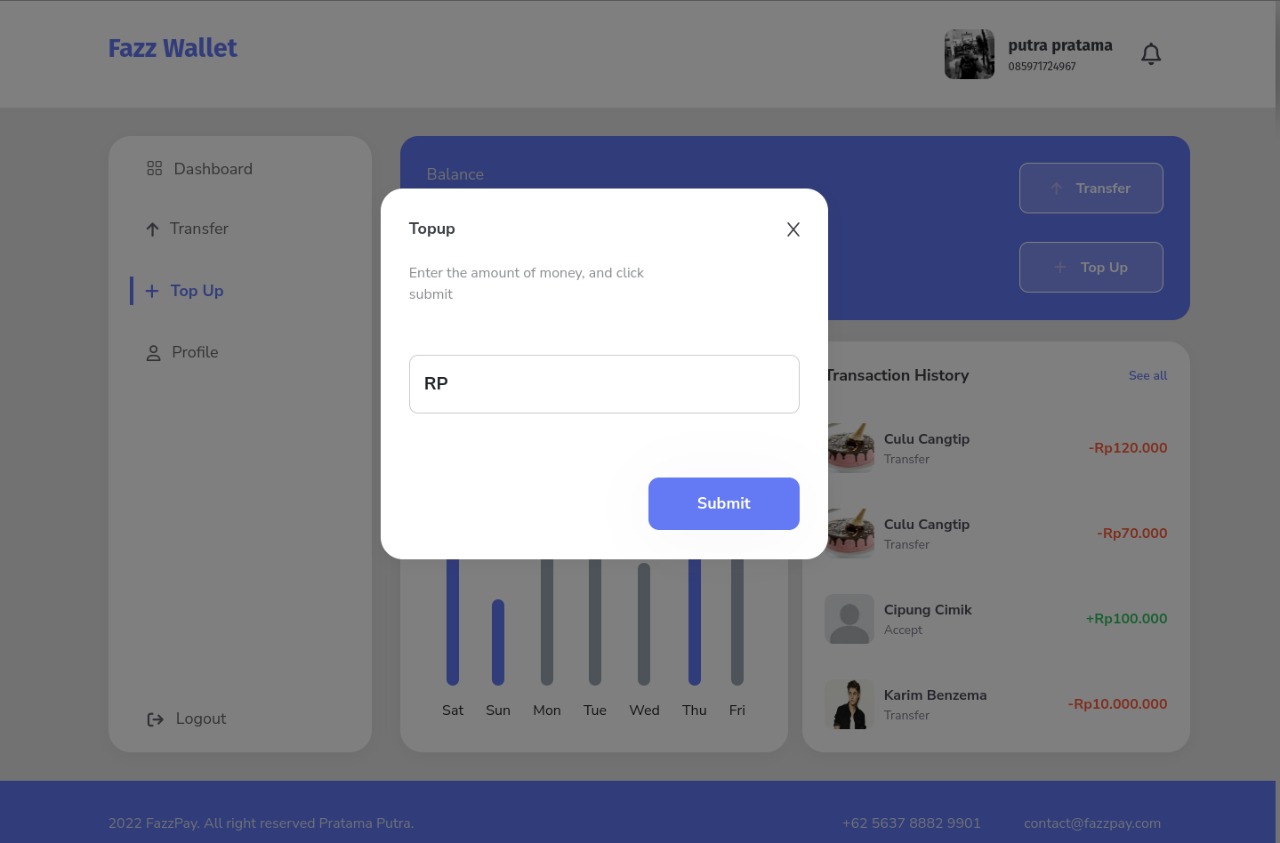 Fazz Wallet
putra pratama
085971724967
Dashboard
Transfer
Top Up
Profile
Logout
Balance
Transfer
Top Up
Topup
X
Enter the amount of money, and click
submit
RP
Submit
Sat Sun Mon Tue Wed Thu Fri
Transaction History
See all
Culu Cangtip
Transfer
-Rp120.000
Culu Cangtip
Transfer
-Rp70.000
Cipung Cimik
Accept
+Rp100.000
Karim Benzema
Transfer
-Rp10.000.000
2022 FazzPay. All right reserved Pratama Putra.
+62 5637 8882 9901
contact@fazzpay.com